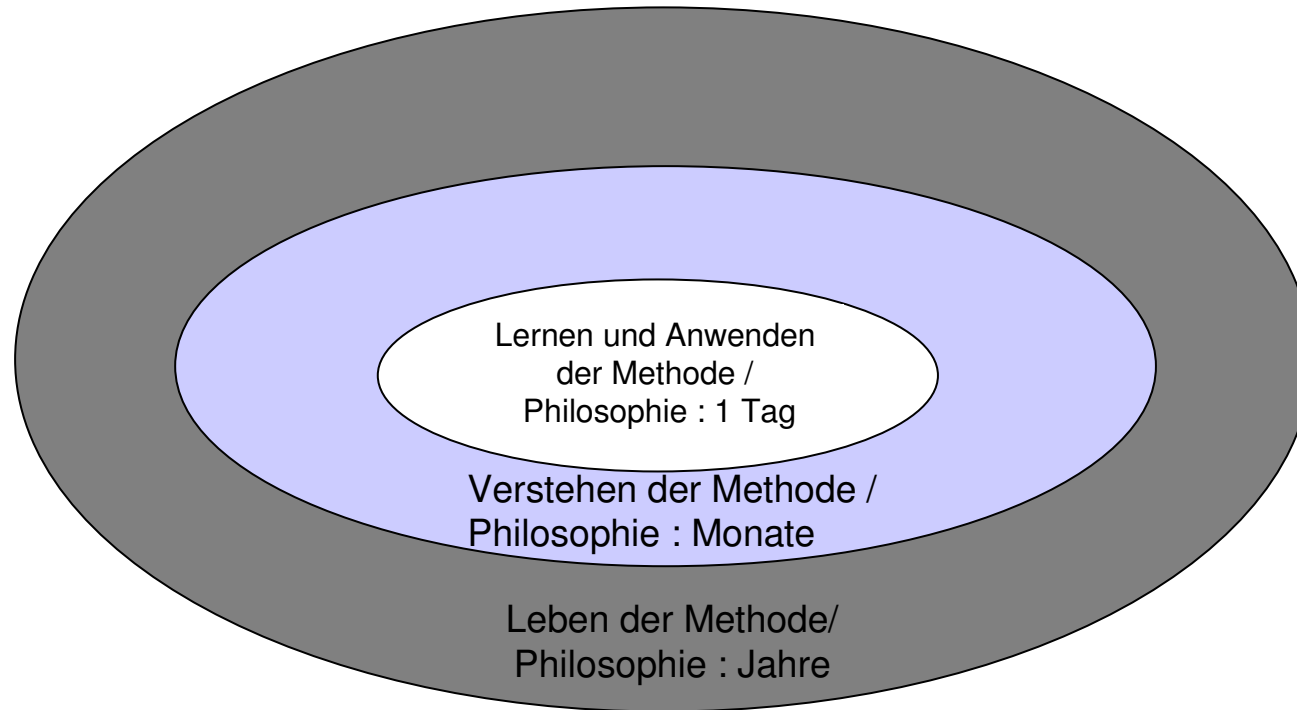 Lernen und Anwenden
der Methode /
Philosophie : 1 Tag
Verstehen der Methode /
Philosophie : Monate
Leben der Methode/
Philosophie : Jahre